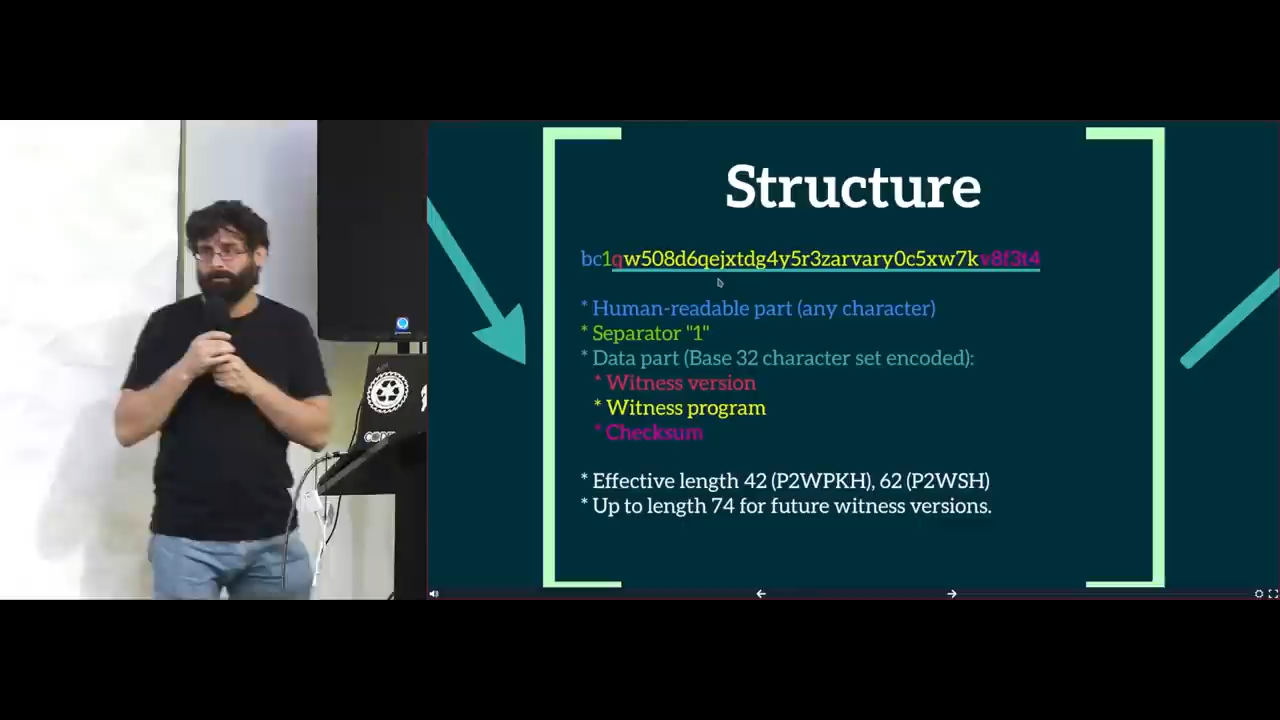 Structure
bc1qw508d6qejxtdg4y5r3zarvary0c5xw7kv8f3t4
* Human-readable part (any character)
* Separator "1"
* Data part (Base 32 character set encoded):
* Witness version
* Witness program
* Checksum
* Effective length 42 (P2WPKH), 62 (P2WSH)
* Up to length 74 for future witness versions.